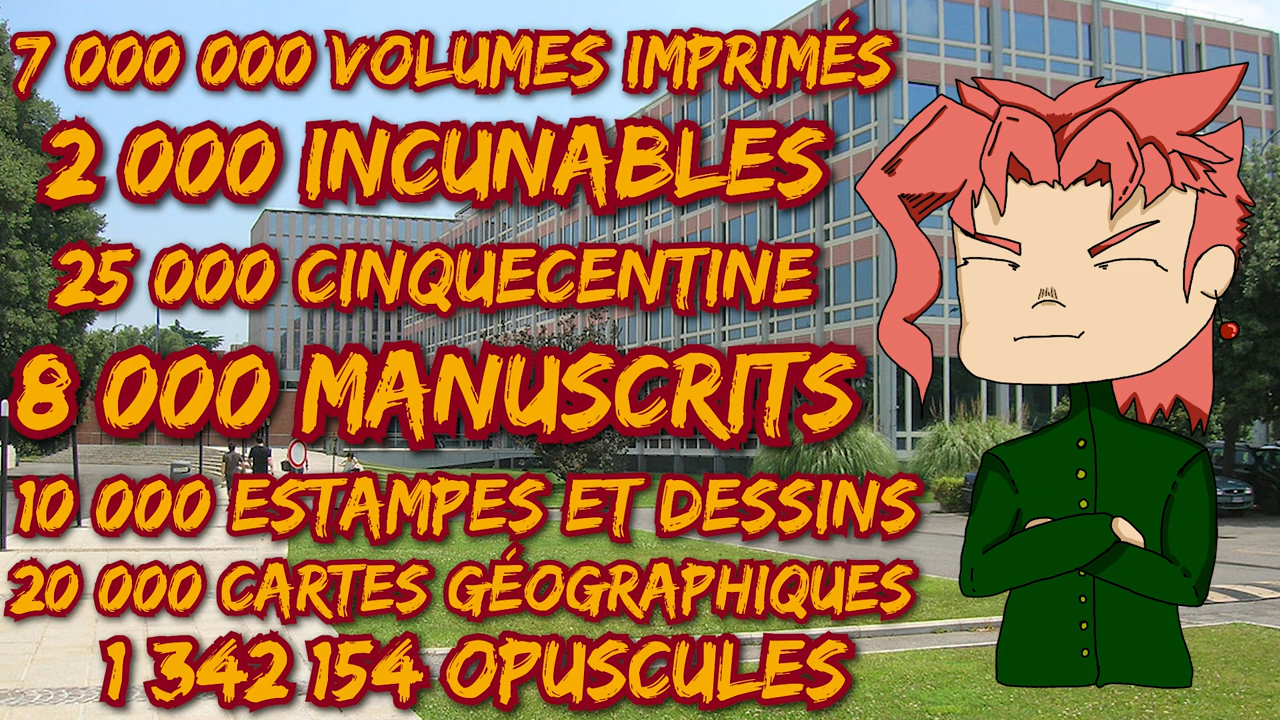 7 000 000 VOLUMES IMPRIMÉS
2 000 INCUNABLES
25 000 CINQUECENTINE
8 000 MANUSCRITS
10 000 ESTAMPES ET DESSINS
20 000 CARTES GÉOGRAPHIQUES
1 342 154 OPUSCULES